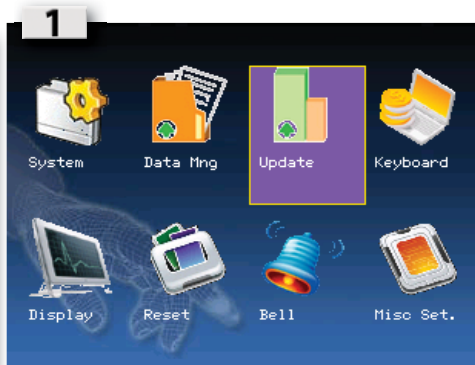 1
System Data Mng Update Keyboard
Display Reset Bell Misc Set.